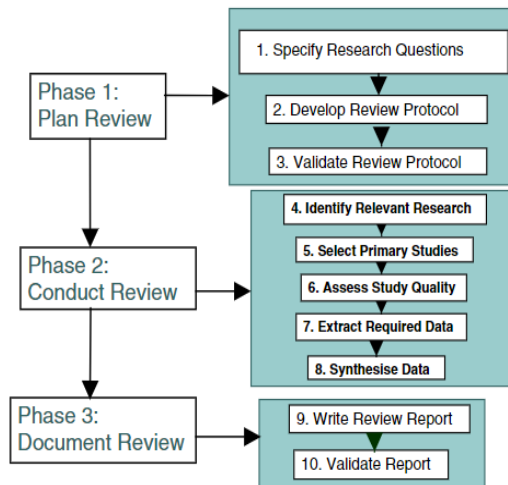 Phase 1:
Plan Review
1. Specify Research Questions
2. Develop Review Protocol
3. Validate Review Protocol
Phase 2:
Conduct Review
4. Identify Relevant Research
5. Select Primary Studies
6. Assess Study Quality
7. Extract Required Data
8. Synthesise Data
Phase 3:
Document Review
9. Write Review Report
10. Validate Report